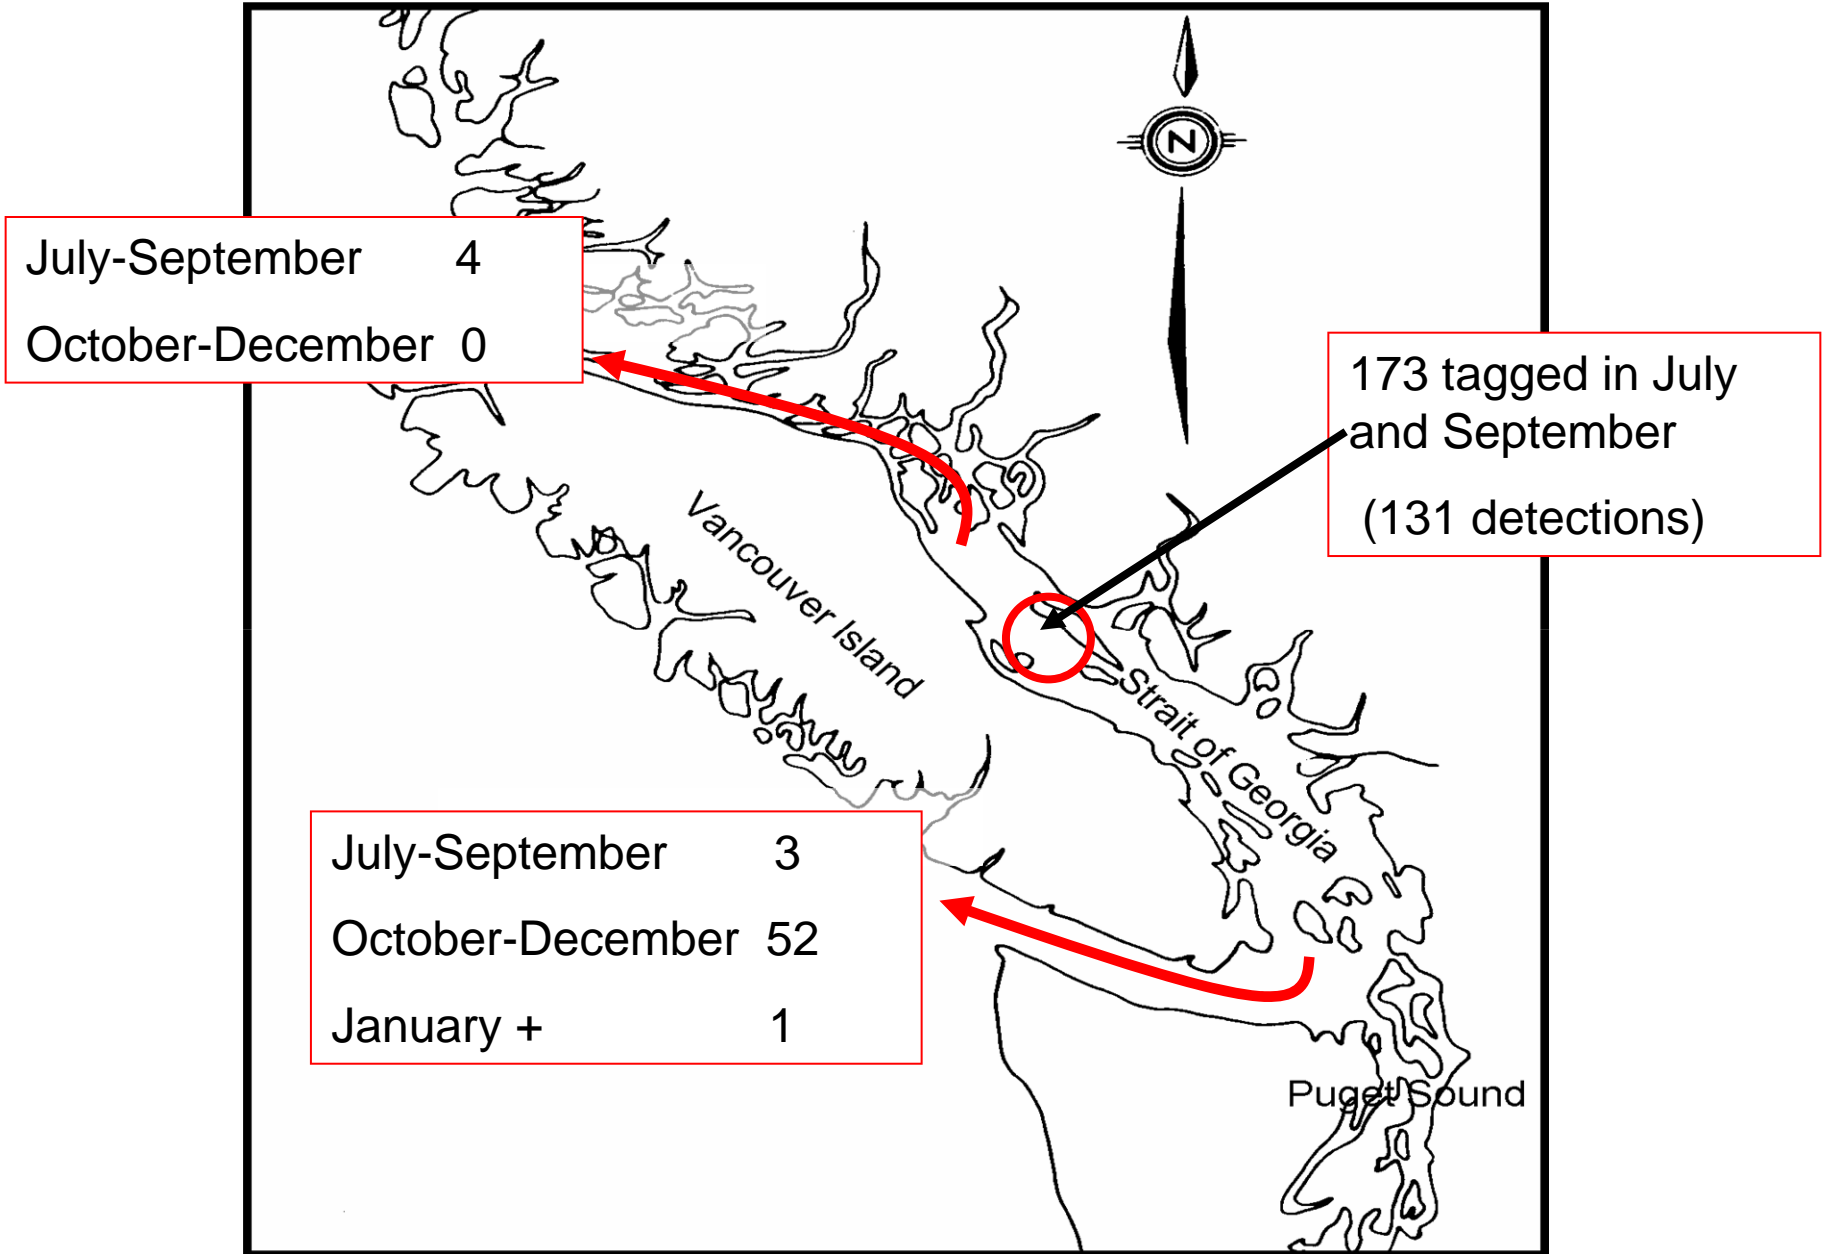 N
July-September 4
October-December 0
173 tagged in July
and September
(131 detections)
Vancouver Island
Strait of Georgia
July-September 3
October-December 52
January + 1
Puget Sound